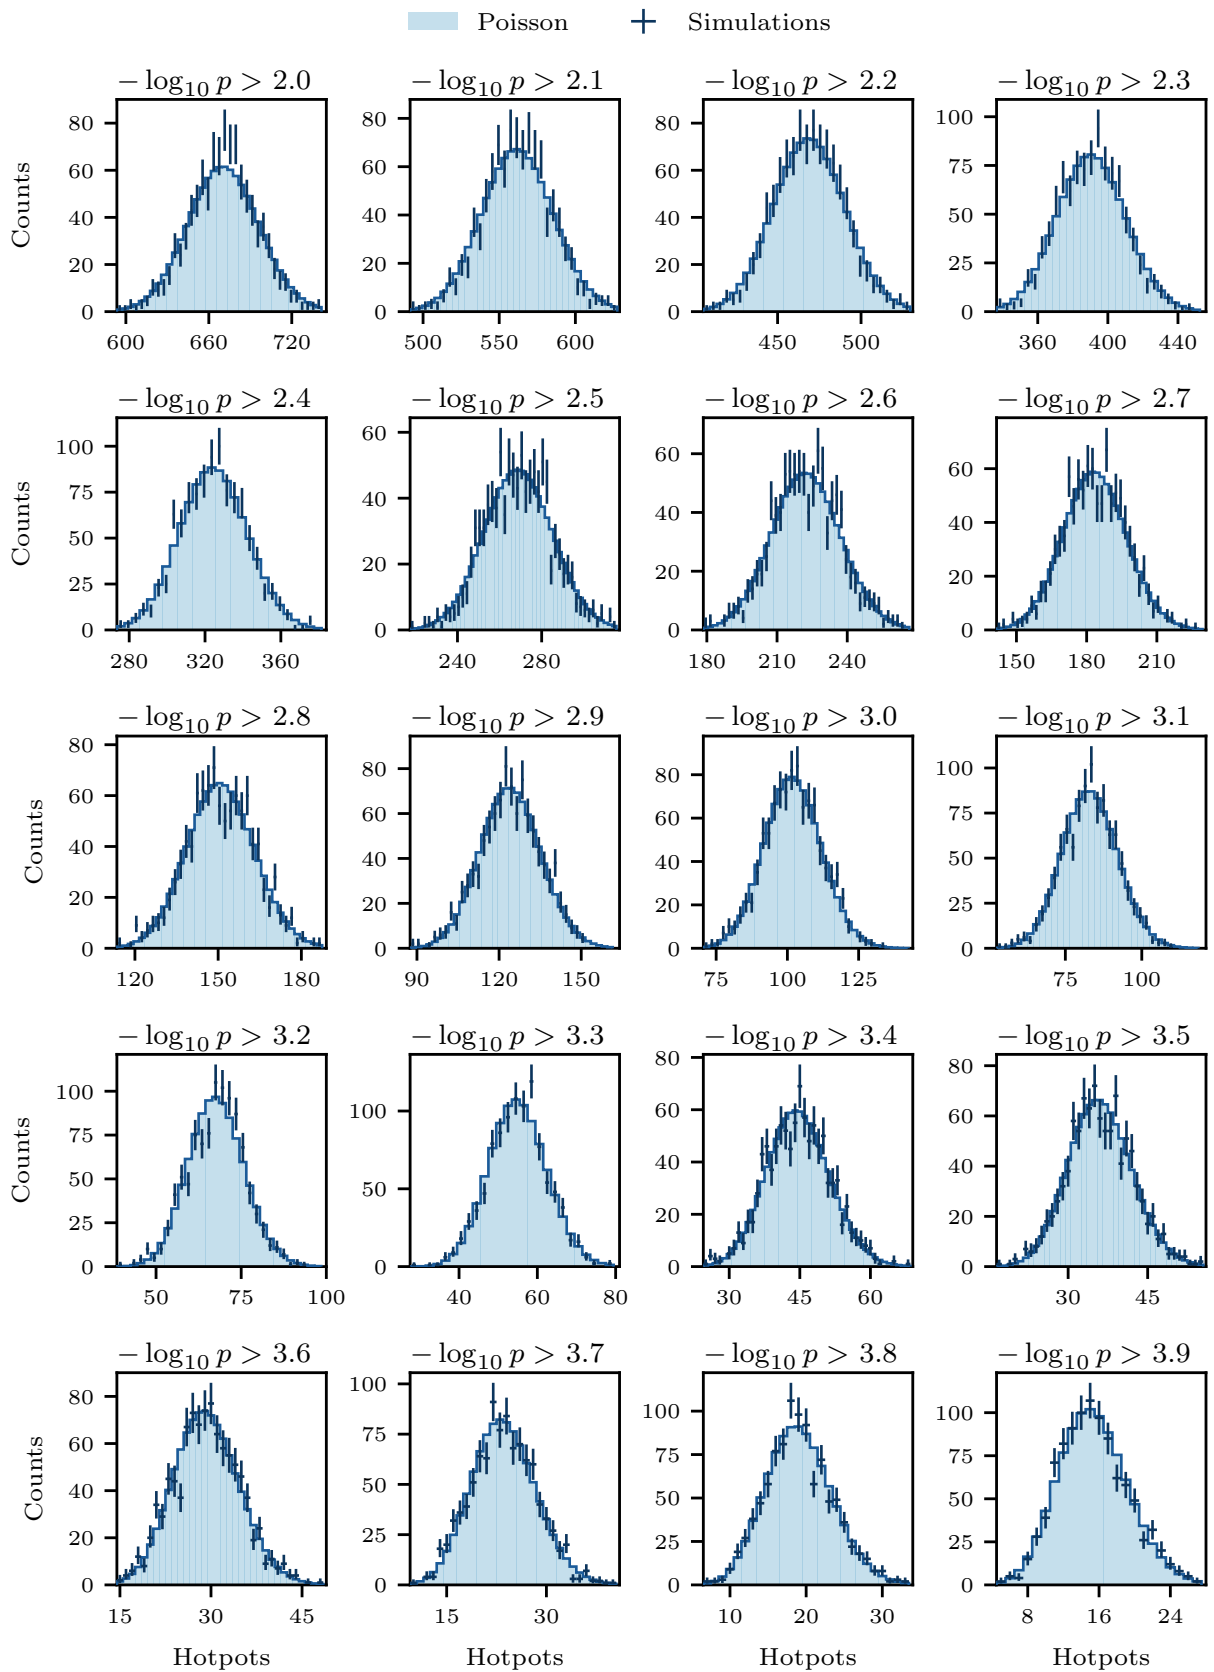 Poisson Simulations
− log₁₀ p > 2.0 − log₁₀ p > 2.1 − log₁₀ p > 2.2 − log₁₀ p > 2.3
Counts
80 60 40 20 0
600 660 720
80 60 40 20 0
500 550 600
80 60 40 20 0
450 500
100 75 50 25 0
360 400 440
− log₁₀ p > 2.4 − log₁₀ p > 2.5 − log₁₀ p > 2.6 − log₁₀ p > 2.7
Counts
100 75 50 25 0
280 320 360
60 40 20 0
240 280
60 40 20 0
180 210 240
60 40 20 0
150 180 210
− log₁₀ p > 2.8 − log₁₀ p > 2.9 − log₁₀ p > 3.0 − log₁₀ p > 3.1
Counts
80 60 40 20 0
120 150 180
80 60 40 20 0
90 120 150
80 60 40 20 0
75 100 125
100 75 50 25 0
75 100
− log₁₀ p > 3.2 − log₁₀ p > 3.3 − log₁₀ p > 3.4 − log₁₀ p > 3.5
Counts
100 75 50 25 0
50 75 100
100 50 0
40 60 80
80 60 40 20 0
30 45 60
80 60 40 20 0
30 45
− log₁₀ p > 3.6 − log₁₀ p > 3.7 − log₁₀ p > 3.8 − log₁₀ p > 3.9
Counts
80 60 40 20 0
15 30 45
100 75 50 25 0
15 30
100 75 50 25 0
10 20 30
100 75 50 25 0
8 16 24
Hotpots Hotpots Hotpots Hotpots